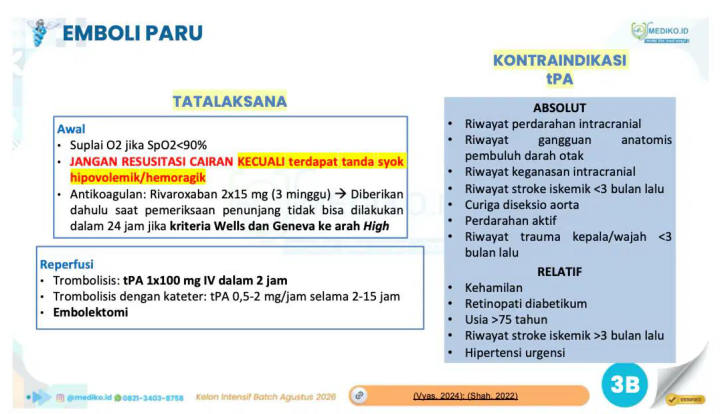 EMBOLI PARU
MEDIKO.ID
TATALAKSANA
Awal
• Suplai O2 jika SpO2<90%
• JANGAN RESUSITASI CAIRAN KECUALI terdapat tanda syok
hipovolemik/hemoragik
• Antikoagulan: Rivaroxaban 2x15 mg (3 minggu) → Diberikan
dahulu saat pemeriksaan penunjang tidak bisa dilakukan
dalam 24 jam jika kriteria Wells dan Geneva ke arah High
Reperfusi
• Trombolisis: tPA 1x100 mg IV dalam 2 jam
• Trombolisis dengan kateter: tPA 0,5-2 mg/jam selama 2-15 jam
• Embolektomi
KONTRAINDIKASI
tPA
ABSOLUT
• Riwayat perdarahan intracranial
• Riwayat gangguan anatomis
pembuluh darah otak
• Riwayat keganasan intracranial
• Riwayat stroke iskemik <3 bulan lalu
• Curiga diseksio aorta
• Perdarahan aktif
• Riwayat trauma kepala/wajah <3
bulan lalu
RELATIF
• Kehamilan
• Retinopati diabetikum
• Usia >75 tahun
• Riwayat stroke iskemik >3 bulan lalu
• Hipertensi urgensi
3B
@mediko.id 0821-3403-8758 Kelon Intensif Batch Agustus 2026
(Vyas, 2024); (Shah, 2022)
VERIFIED